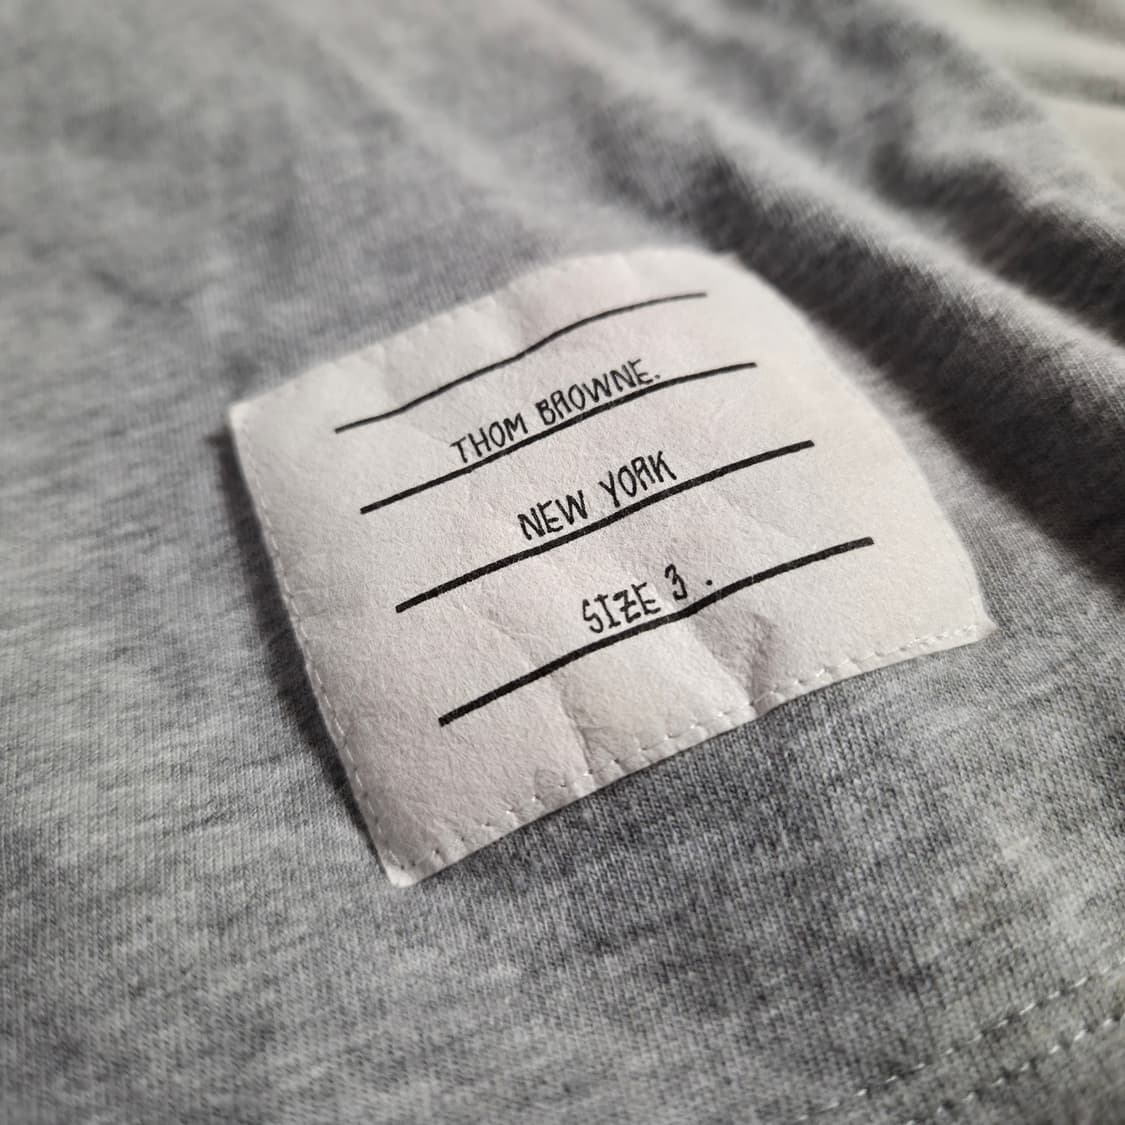 THOM BROWNE.
NEW YORK
SIZE 3 .